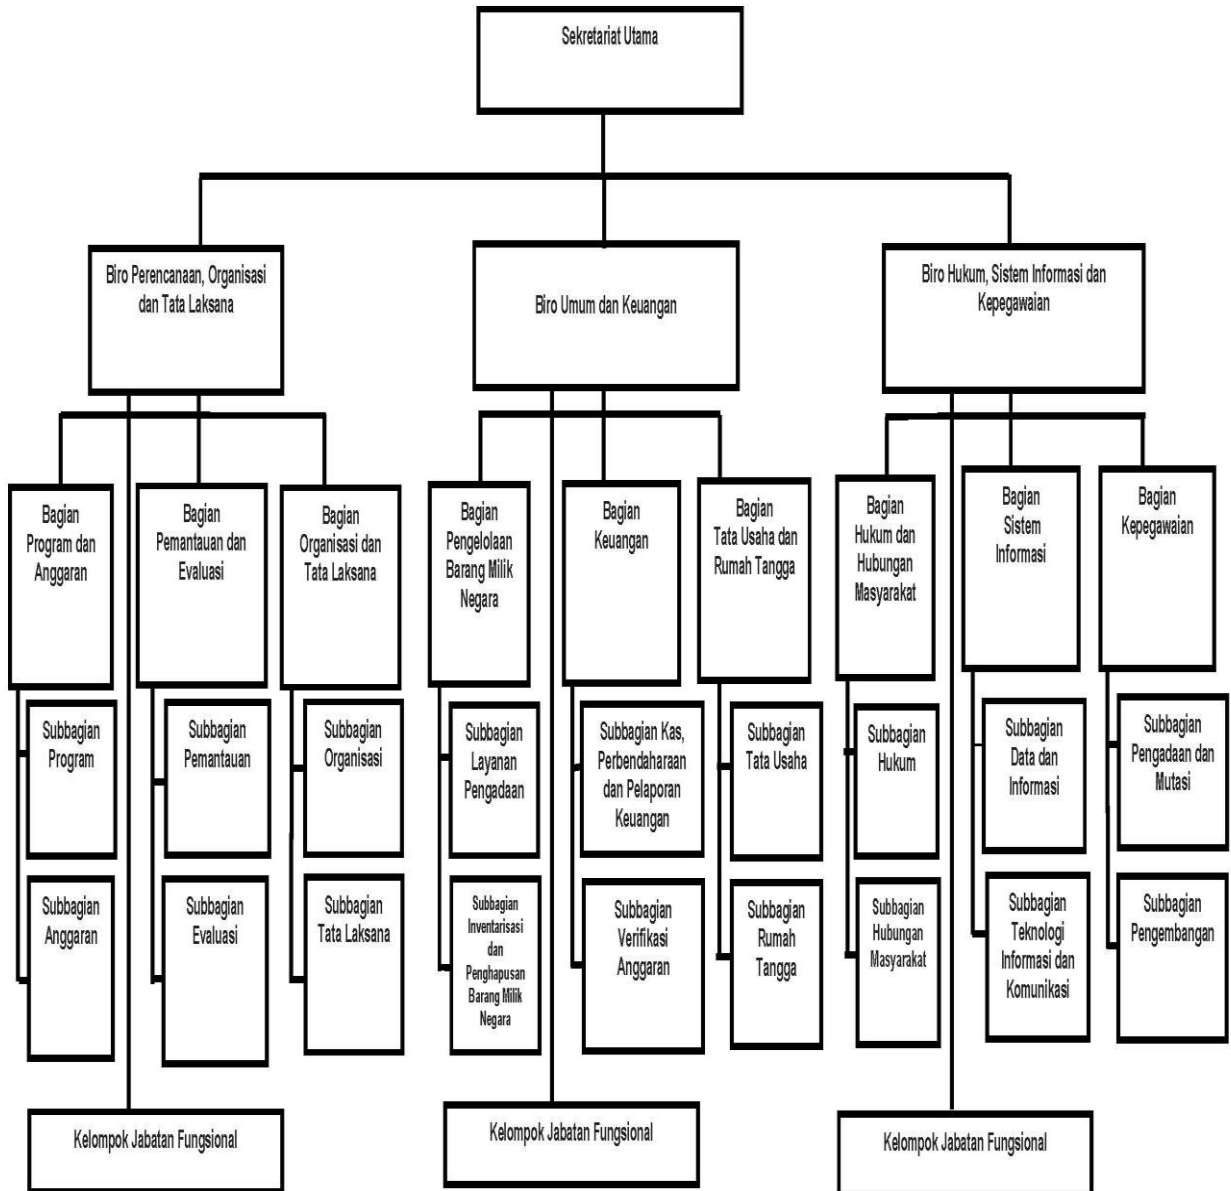 Sekretariat Utama
Biro Perencanaan, Organisasi
dan Tata Laksana
Biro Umum dan Keuangan
Biro Hukum, Sistem Informasi dan
Kepegawaian
Bagian
Program dan
Anggaran
Bagian
Pemantauan dan
Evaluasi
Bagian
Organisasi dan
Tata Laksana
Bagian
Pengelolaan
Barang Milik
Negara
Bagian
Keuangan
Bagian
Tata Usaha dan
Rumah Tangga
Bagian
Hukum dan
Hubungan
Masyarakat
Bagian
Sistem
Informasi
Bagian
Kepegawaian
Subbagian
Program
Subbagian
Pemantauan
Subbagian
Organisasi
Subbagian
Layanan
Pengadaan
Subbagian Kas,
Perbendaharaan
dan Pelaporan
Keuangan
Subbagian
Tata Usaha
Subbagian
Hukum
Subbagian
Data dan
Informasi
Subbagian
Pengadaan dan
Mutasi
Subbagian
Anggaran
Subbagian
Evaluasi
Subbagian
Tata Laksana
Subbagian
Inventarisasi
dan
Penghapusan
Barang Milik
Negara
Subbagian
Verifikasi
Anggaran
Subbagian
Rumah
Tangga
Subbagian
Hubungan
Masyarakat
Subbagian
Teknologi
Informasi dan
Komunikasi
Subbagian
Pengembangan
Kelompok Jabatan Fungsional
Kelompok Jabatan Fungsional
Kelompok Jabatan Fungsional